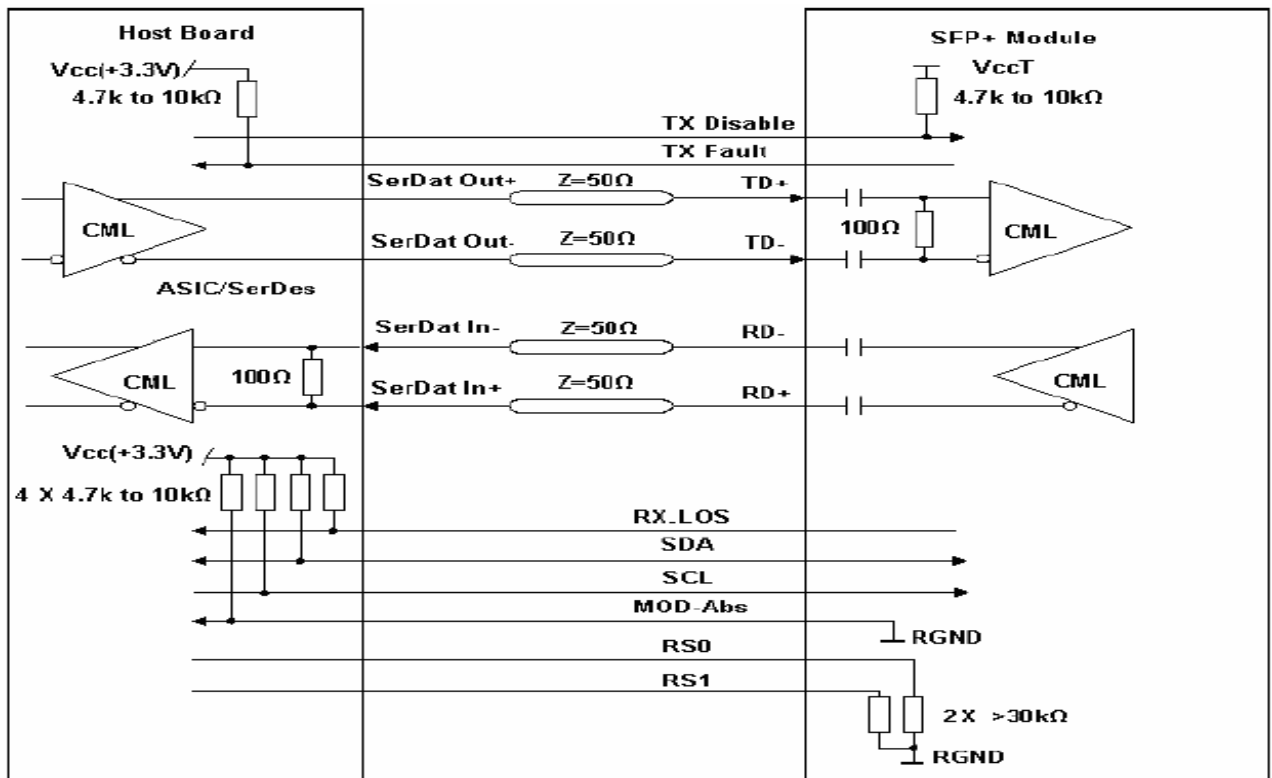 Host Board
SFP+ Module
Vcc(+3.3V)
4.7k to 10kΩ
VccT
4.7k to 10kΩ
TX Disable
TX Fault
SerDat Out+
Z=50Ω
TD+
CML
100Ω
CML
SerDat Out-
Z=50Ω
TD-
ASIC/SerDes
SerDat In-
Z=50Ω
RD-
CML
100Ω
CML
SerDat In+
Z=50Ω
RD+
Vcc(+3.3V)
4 X 4.7k to 10kΩ
RX_LOS
SDA
SCL
MOD-Abs
RGND
RS0
RS1
2X >30kΩ
RGND